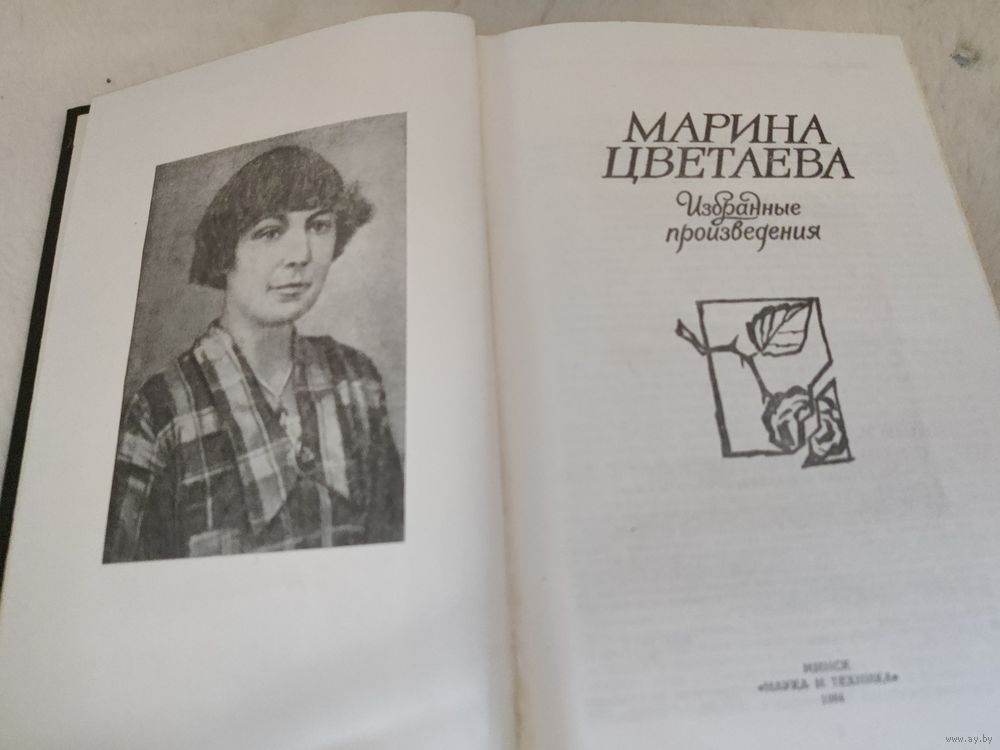 МАРИНА
ЦВЕТАЕВА
Избранные
произведения
МИНСК
«НАУКА И ТЕХНИКА»
www.ay.by